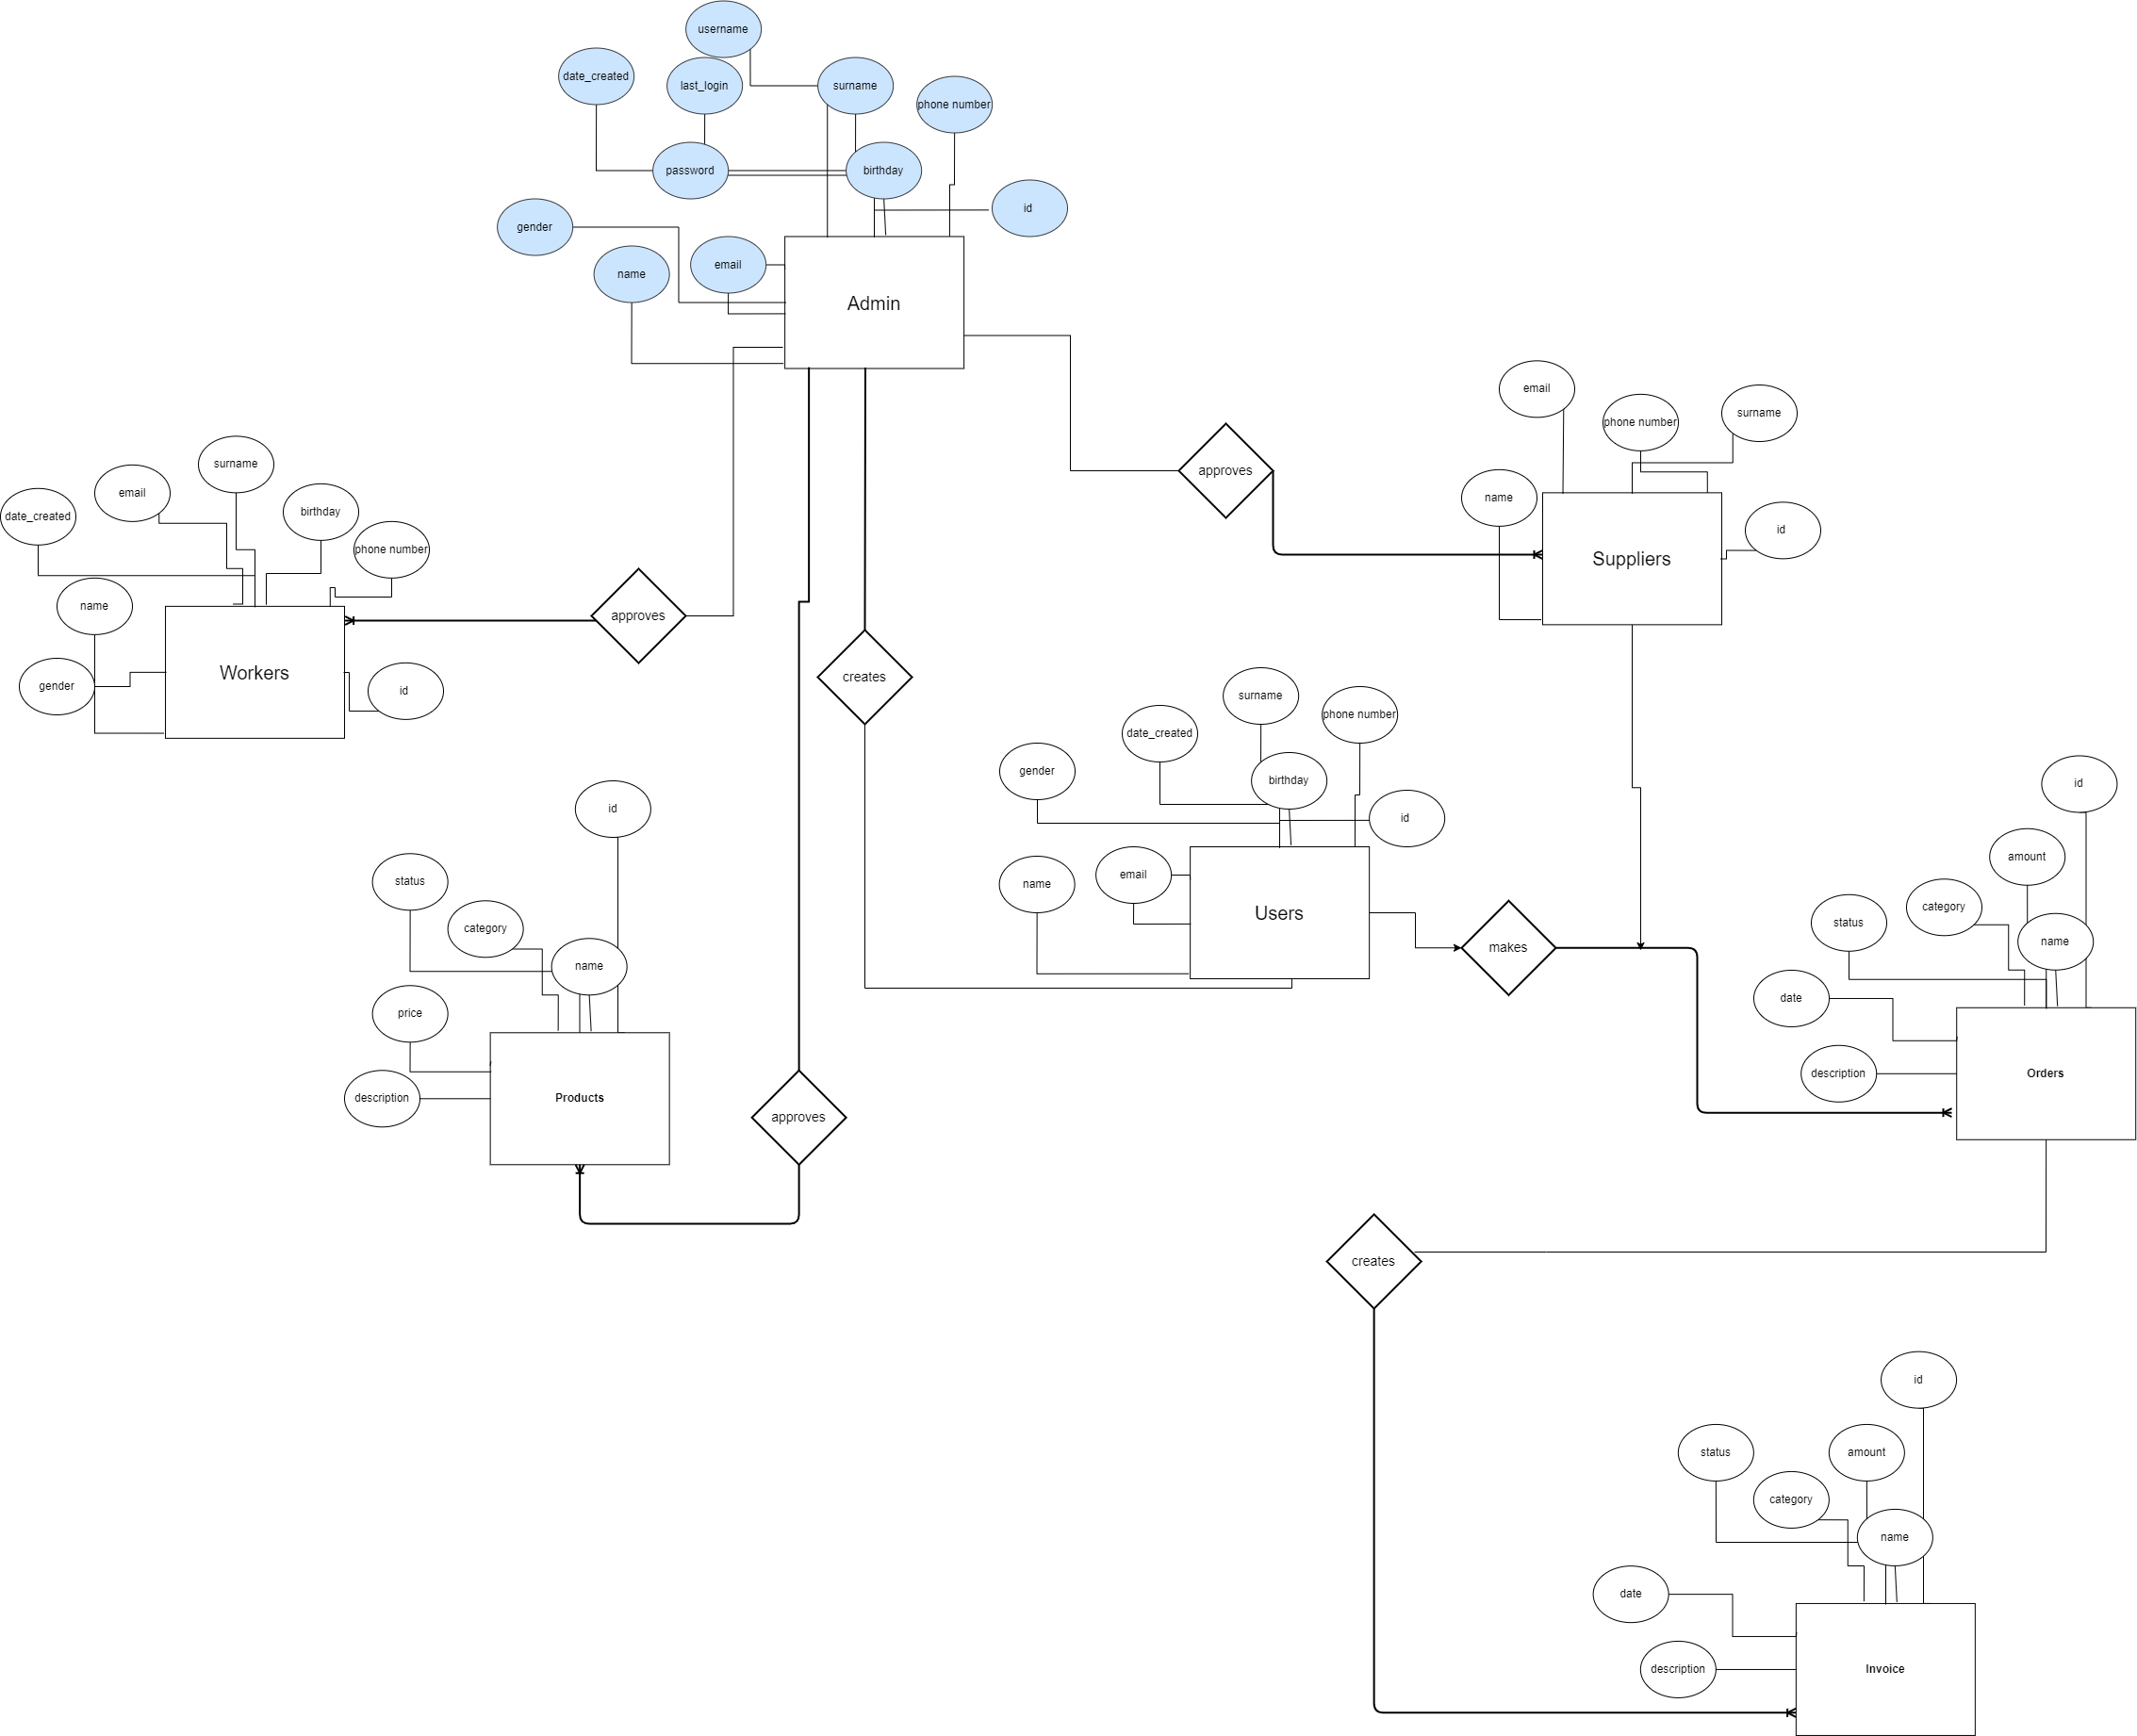 username
date_created
last_login
surname
phone number
password
birthday
id
gender
name
email
Admin
email
phone number
surname
approves
name
id
Suppliers
surname
email
birthday
date_created
phone number
name
approves
Workers
gender
id
creates
surname
phone number
date_created
gender
birthday
id
name
email
Users
makes
id
status
category
name
price
description
Products
approves
id
amount
category
status
name
date
description
Orders
creates
id
status
amount
category
name
date
description
Invoice